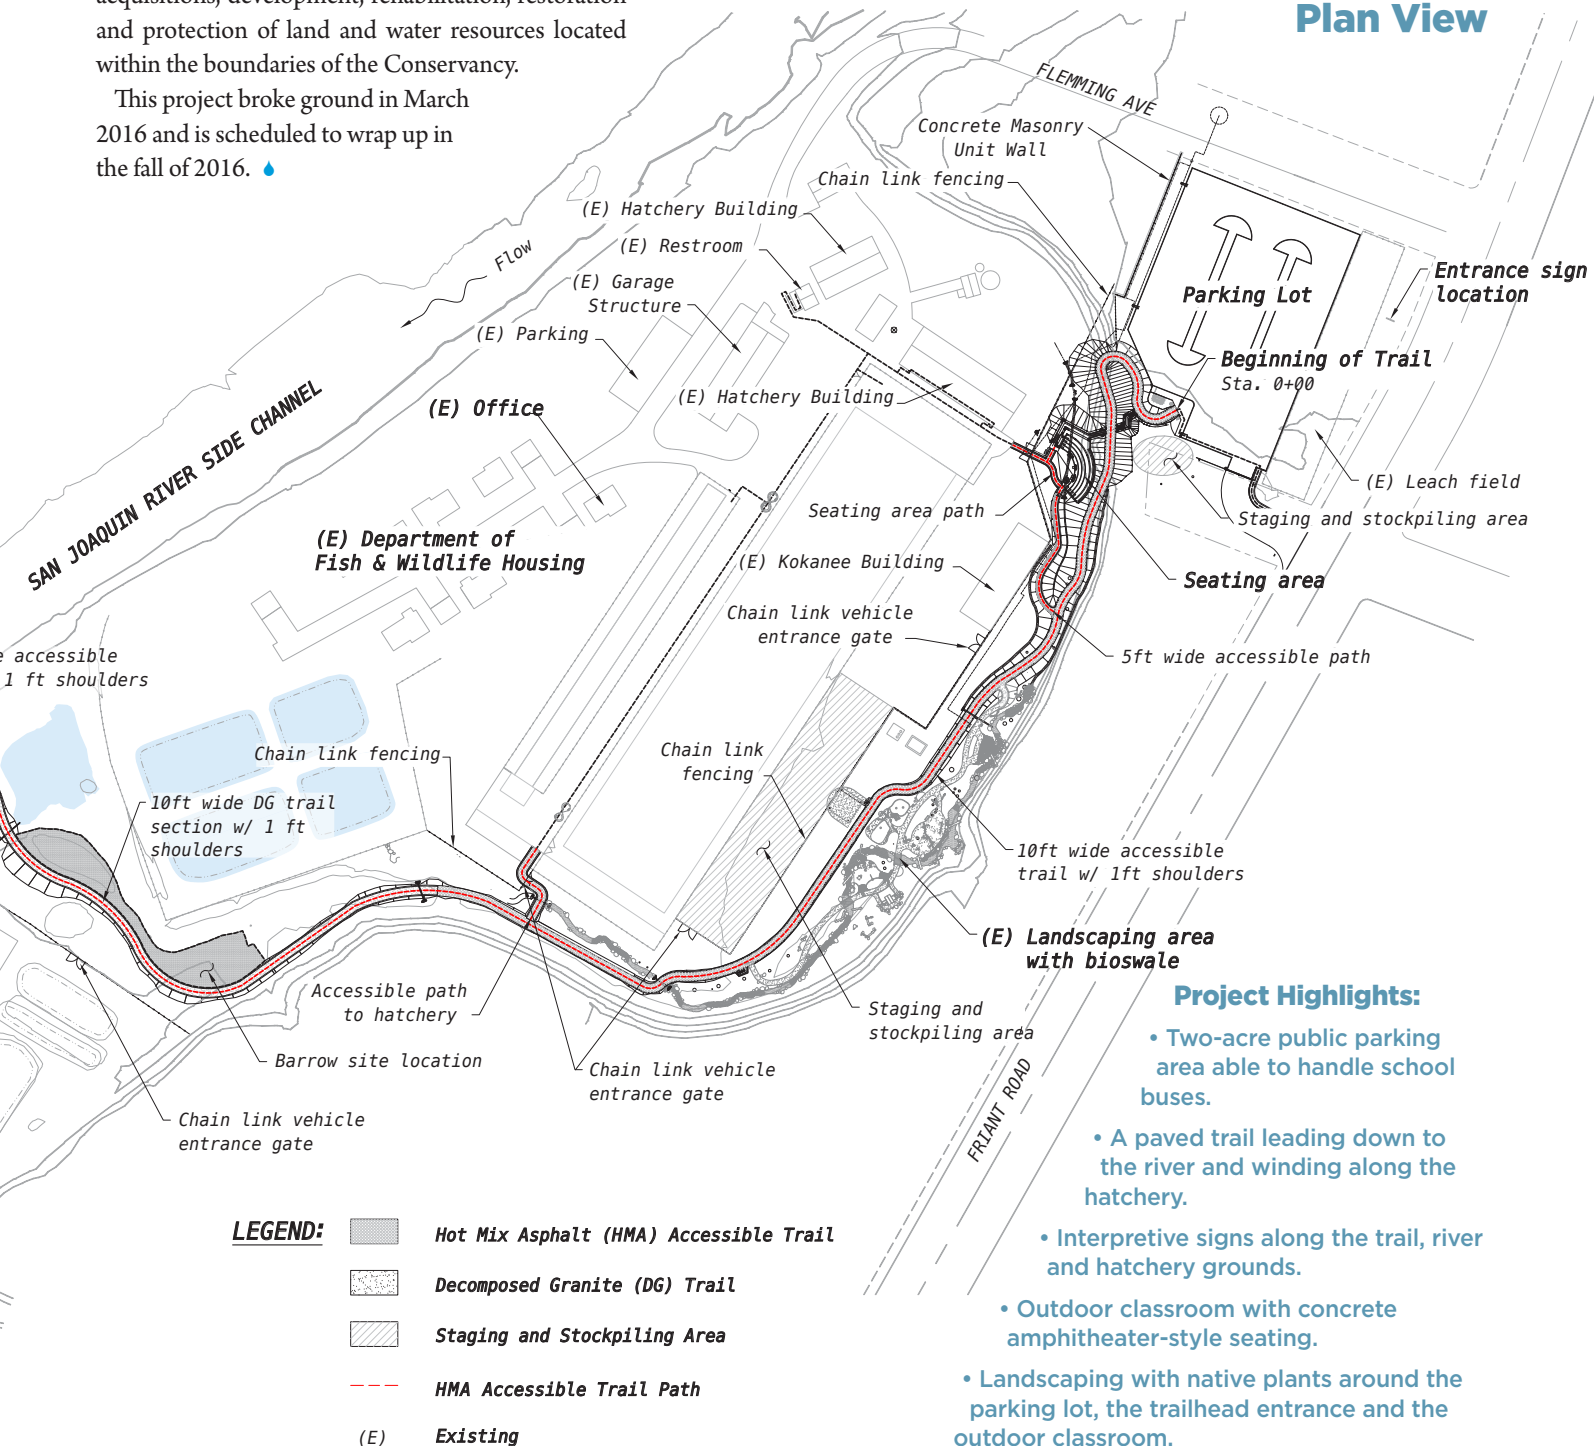 acquisitions, development, rehabilitation, restoration
and protection of land and water resources located
within the boundaries of the Conservancy.
This project broke ground in March
2016 and is scheduled to wrap up in
the fall of 2016.
Plan View
FLEMMING AVE
Concrete Masonry
Unit Wall
Chain link fencing
(E) Hatchery Building
(E) Restroom
Flow
(E) Garage
Structure
(E) Parking
Entrance sign
location
Parking Lot
Beginning of Trail
Sta. 0+00
(E) Hatchery Building
(E) Office
SAN JOAQUIN RIVER SIDE CHANNEL
(E) Leach field
Seating area path
Staging and stockpiling area
(E) Department of
Fish & Wildlife Housing
(E) Kokanee Building
Seating area
Chain link vehicle
entrance gate
5ft wide accessible path
accessible
1 ft shoulders
Chain link fencing
Chain link
fencing
10ft wide DG trail
section w/ 1 ft
shoulders
10ft wide accessible
trail w/ 1ft shoulders
(E) Landscaping area
with bioswale
Accessible path
to hatchery
Staging and
stockpiling area
Barrow site location
Chain link vehicle
entrance gate
Chain link vehicle
entrance gate
FRIANT ROAD
Project Highlights:
• Two-acre public parking
area able to handle school
buses.
• A paved trail leading down to
the river and winding along the
hatchery.
• Interpretive signs along the trail, river
and hatchery grounds.
• Outdoor classroom with concrete
amphitheater-style seating.
• Landscaping with native plants around the
parking lot, the trailhead entrance and the
outdoor classroom.
LEGEND:
Hot Mix Asphalt (HMA) Accessible Trail
Decomposed Granite (DG) Trail
Staging and Stockpiling Area
HMA Accessible Trail Path
(E) Existing